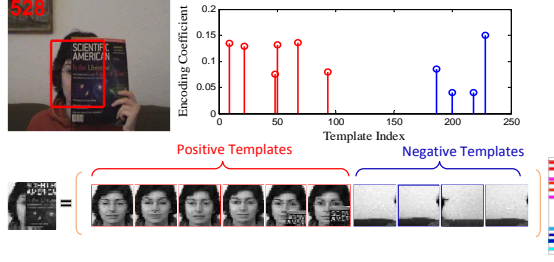 528
SCIENTIFIC
AMERICAN
Encoding Coefficient
0.2
0.15
0.1
0.05
0
0
50
100
150
200
250
Template Index
Positive Templates
Negative Templates
=